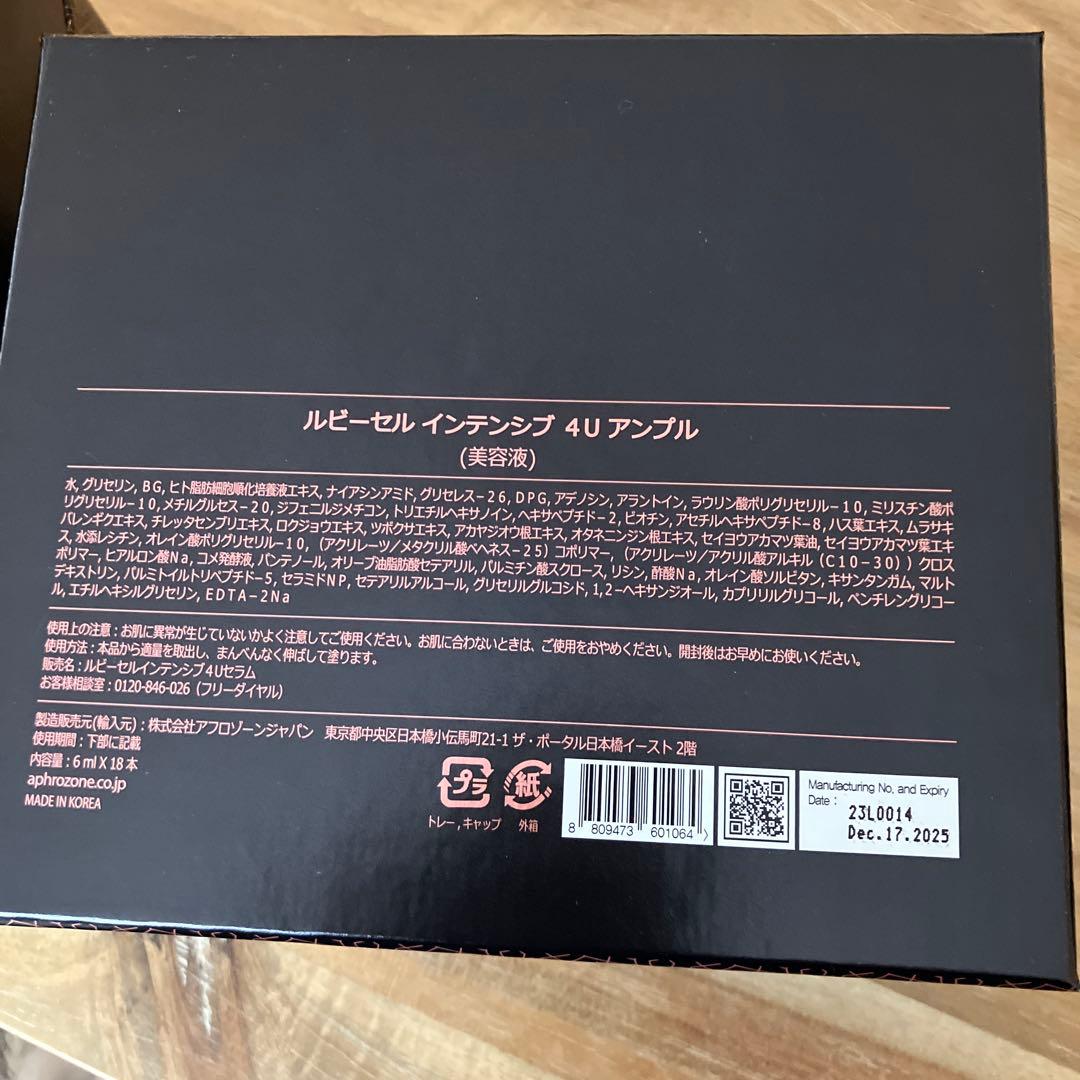 ルビーセル インテンシブ 4U アンプル
(美容液)
水, グリセリン, BG, ヒト脂肪細胞順化培養液エキス, ナイアシンアミド, グリセレス-26, DPG, アデノシン, アラントイン, ラウリン酸ポリグリセリル-10, ミリスチン酸ポ
リグリセリル-10, メチルグルセス-20, ジフェニルジメチコン, トリエチルヘキサノイン, ヘキサペプチド-2, ビオチン, アセチルヘキサペプチド-8, ハス葉エキス, ムラサキ
バレンギクエキス, チレッタセンブリエキス, ロクジョウエキス, ツボクサエキス, アカヤジオウ根エキス, オタネニンジン根エキス, セイヨウアカマツ葉油, セイヨウアカマツ葉エキ
ス, 水添レシチン, オレイン酸ポリグリセリル-10, (アクリレーツ/メタクリル酸ベヘネス-25) コポリマー, (アクリレーツ/アクリル酸アルキル (C10-30)) クロス
ポリマー, ヒアルロン酸Na, コメ発酵液, パンテノール, オリーブ油脂肪酸セテアリル, パルミチン酸スクロース, リシン, 酢酸Na, オレイン酸ソルビタン, キサンタンガム, マルト
デキストリン, パルミトイルトリペプチド-5, セラミドNP, セテアリルアルコール, グリセリルグルコシド, 1,2-ヘキサンジオール, カプリリルグリコール, ペンチレングリコー
ル, エチルヘキシルグリセリン, EDTA-2Na
使用上の注意 : お肌に異常が生じていないかよく注意してご使用ください。お肌に合わないときは、ご使用をおやめください。開封後はお早めにお使いください。
使用方法 : 本品から適量を取出し、まんべんなく伸ばして塗ります。
販売名 : ルビーセルインテンシブ4Uセラム
お客様相談室 : 0120-846-026 (フリーダイヤル)
製造販売元(輸入元) : 株式会社アフロゾーンジャパン 東京都中央区日本橋小伝馬町21-1 ザ・ポータル日本橋イースト 2階
使用期間 : 下部に記載
内容量 : 6 ml X 18 本
aphrozone.co.jp
MADE IN KOREA
プラ
トレー, キャップ
紙
外箱
8 809473 601064
Manufacturing No, and Expiry
Date :
23L0014
Dec.17.2025